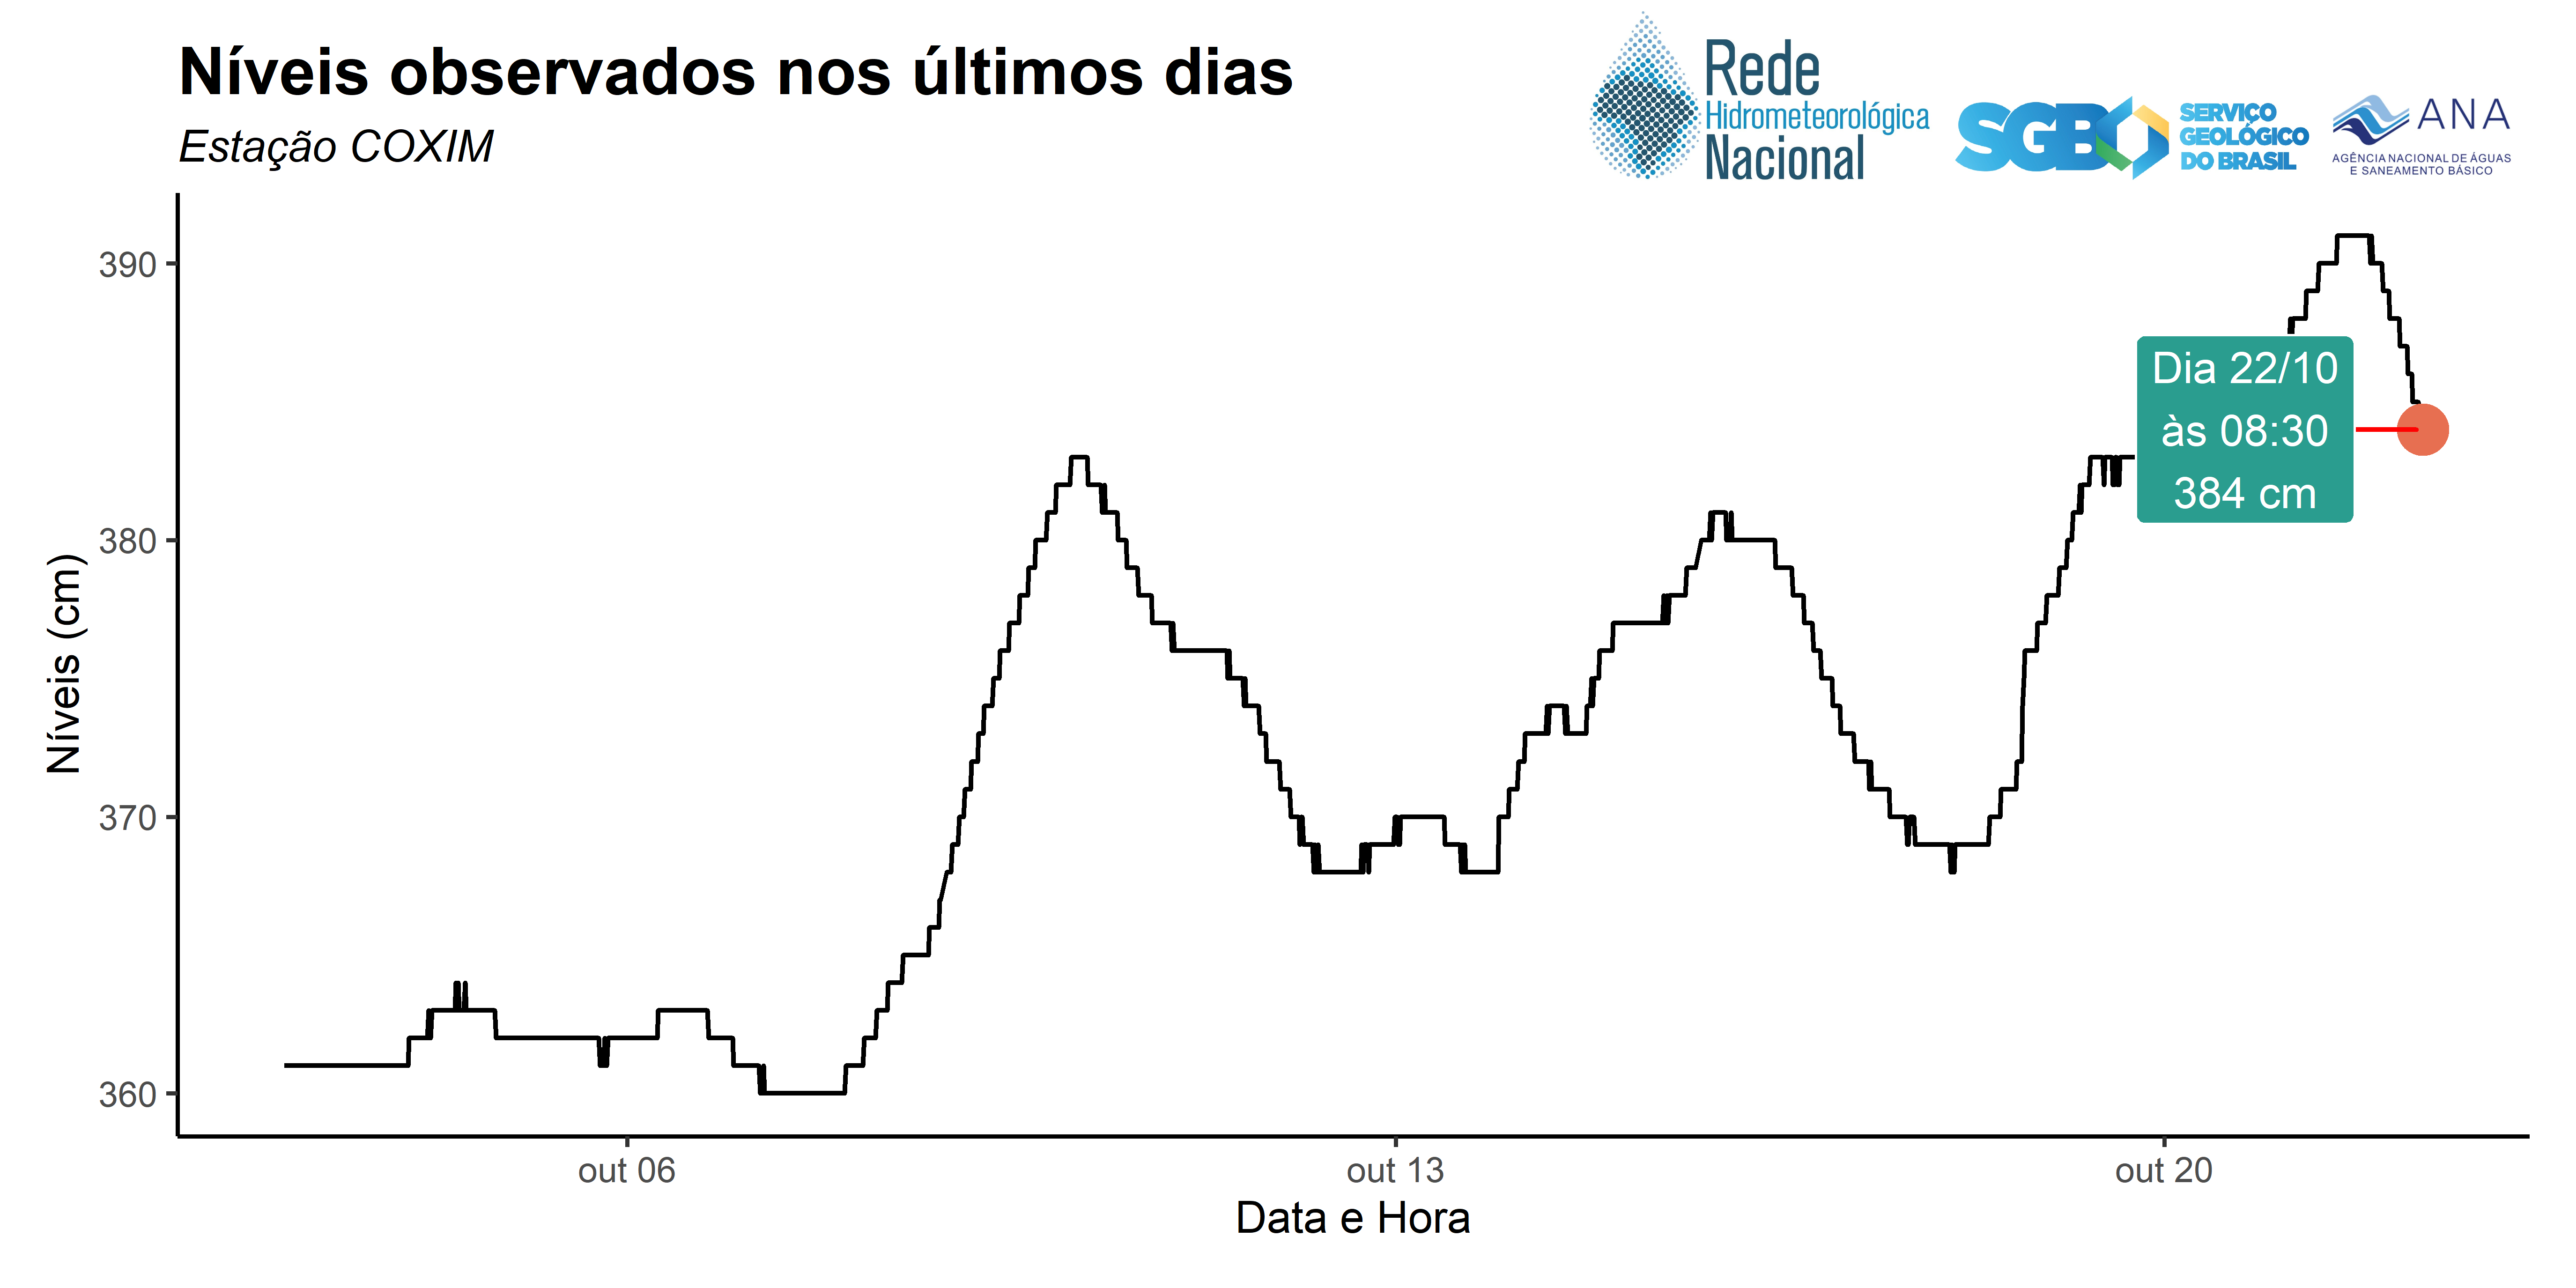 Níveis observados nos últimos dias
Estação COXIM
Rede
Hidrometeorológica
Nacional
SGB
SERVIÇO
GEOLÓGICO
DO BRASIL
ANA
AGÊNCIA NACIONAL DE ÁGUAS
E SANEAMENTO BÁSICO
390
380
370
360
Níveis (cm)
Dia 22/10
às 08:30
384 cm
out 06
out 13
out 20
Data e Hora